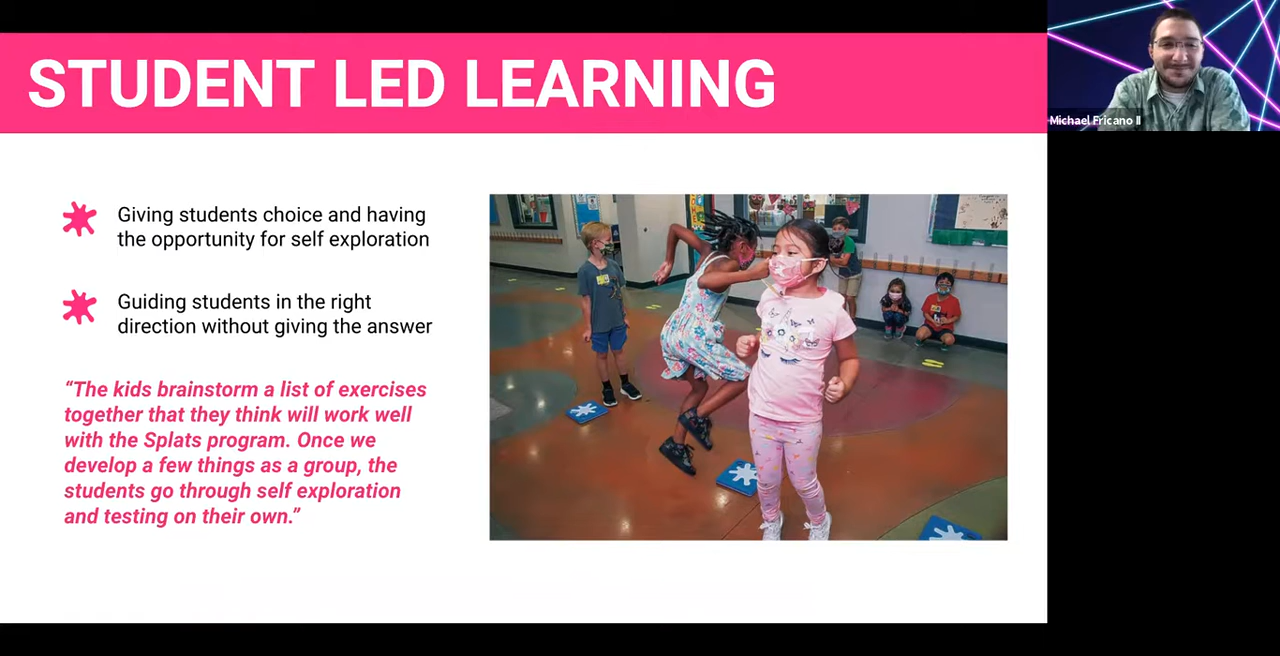 STUDENT LED LEARNING
Michael Fricano II
Giving students choice and having
the opportunity for self exploration
Guiding students in the right
direction without giving the answer
“The kids brainstorm a list of exercises
together that they think will work well
with the Splats program. Once we
develop a few things as a group, the
students go through self exploration
and testing on their own.”